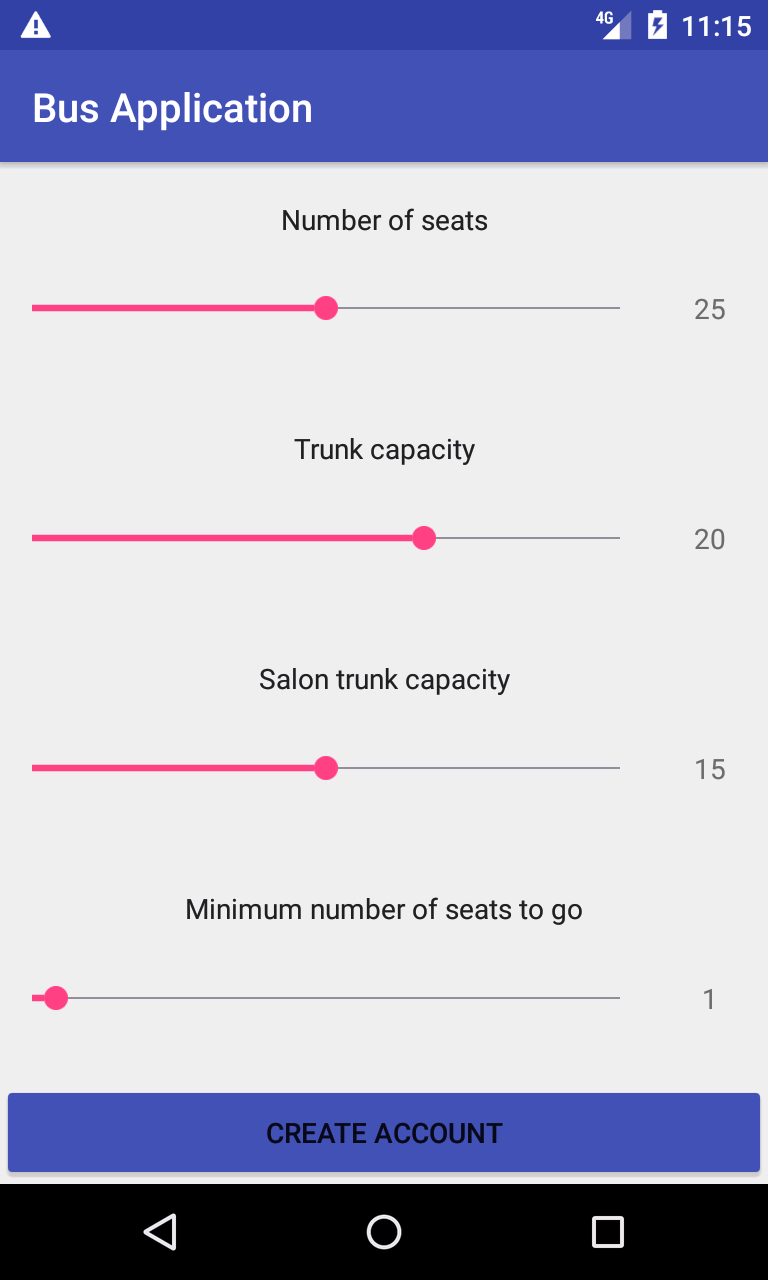 4G 11:15
Bus Application
Number of seats
25
Trunk capacity
20
Salon trunk capacity
15
Minimum number of seats to go
1
CREATE ACCOUNT